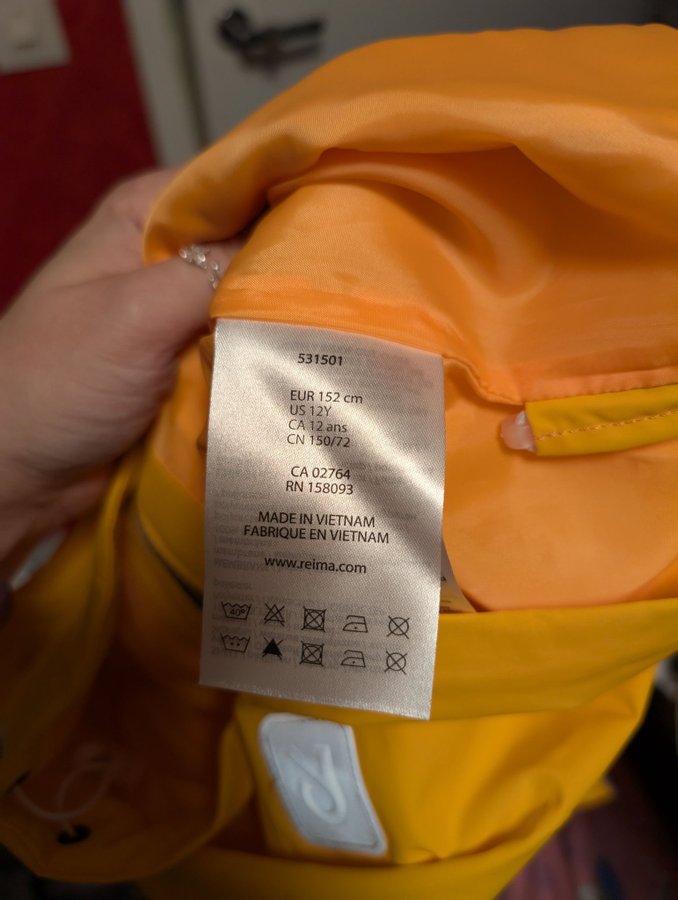 531501
EUR 152 cm
US 12Y
CA 12 ans
CN 150/72
CA 02764
RN 158093
MADE IN VIETNAM
FABRIQUE EN VIETNAM
www.reima.com
40°